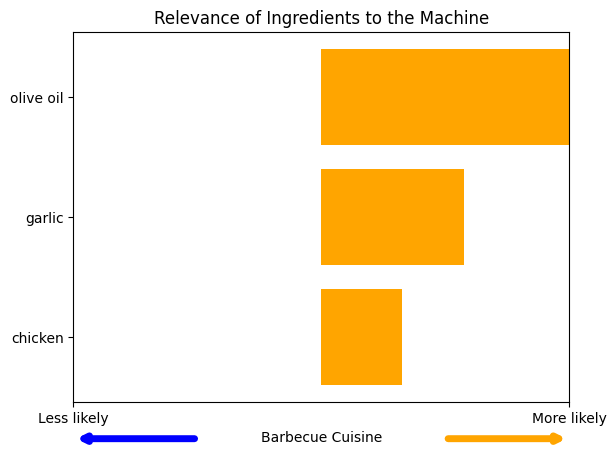 Relevance of Ingredients to the Machine
olive oil
garlic
chicken
Less likely
More likely
Barbecue Cuisine